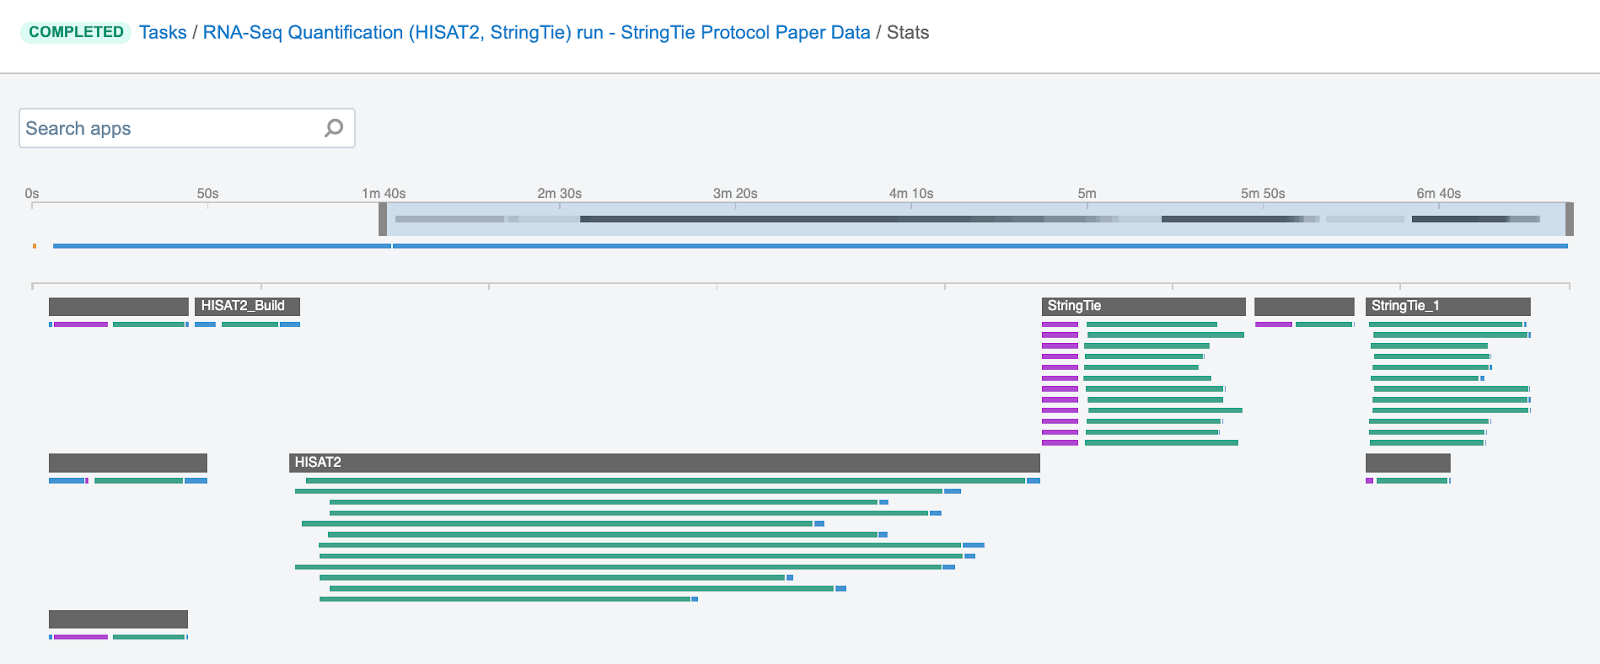 COMPLETED Tasks / RNA-Seq Quantification (HISAT2, StringTie) run - StringTie Protocol Paper Data / Stats
Search apps
0s 50s 1m 40s 2m 30s 3m 20s 4m 10s 5m 5m 50s 6m 40s
HISAT2_Build StringTie StringTie_1
HISAT2